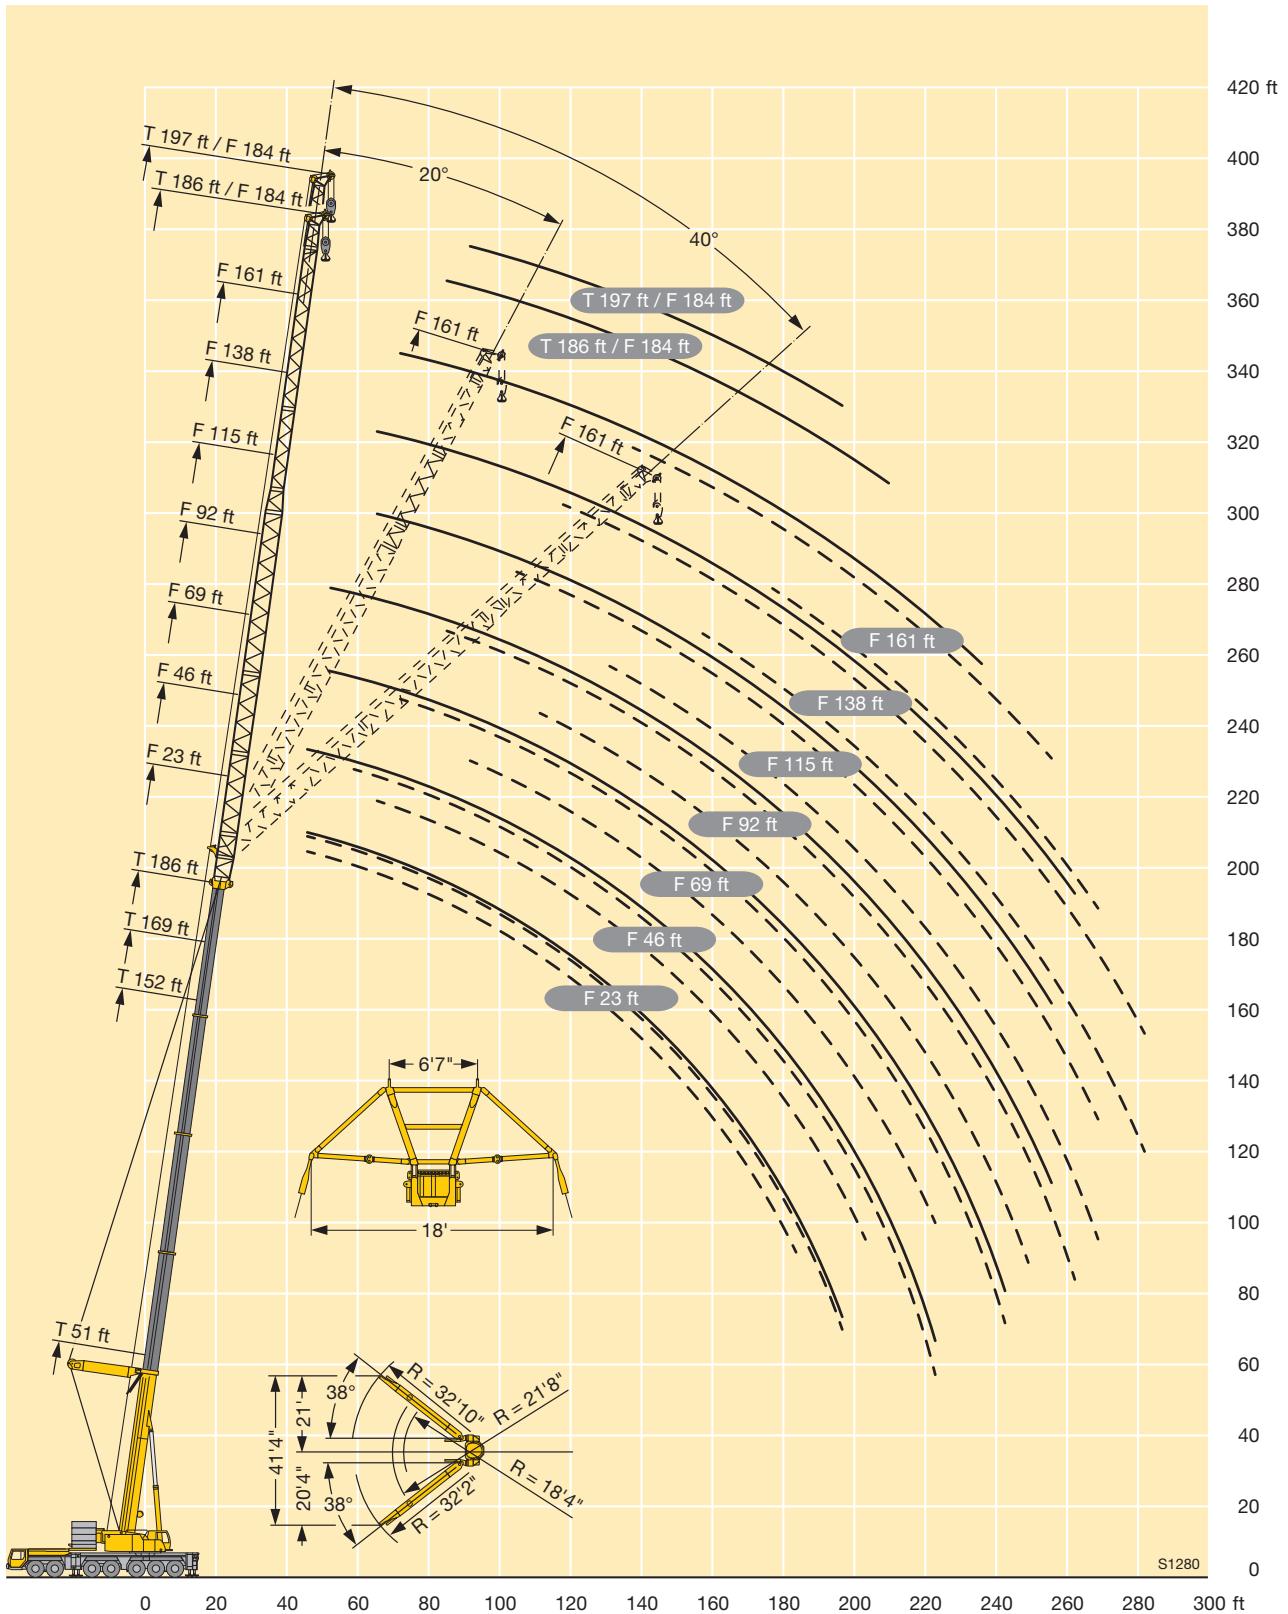 420 ft
400
380
360
340
320
300
280
260
240
220
200
180
160
140
120
100
80
60
40
20
0
T 197 ft / F 184 ft
T 186 ft / F 184 ft
F 161 ft
F 138 ft
F 115 ft
F 92 ft
F 69 ft
F 46 ft
F 23 ft
T 186 ft
T 169 ft
T 152 ft
T 51 ft
20°
40°
F 161 ft
F 161 ft
T 197 ft / F 184 ft
T 186 ft / F 184 ft
F 161 ft
F 138 ft
F 115 ft
F 92 ft
F 69 ft
F 46 ft
F 23 ft
6'7"
18'
41'4"
21'
20'4"
38°
38°
R = 32'10"
R = 21'8"
R = 18'4"
R = 32'2"
S1280
0 20 40 60 80 100 120 140 160 180 200 220 240 260 280 300 ft